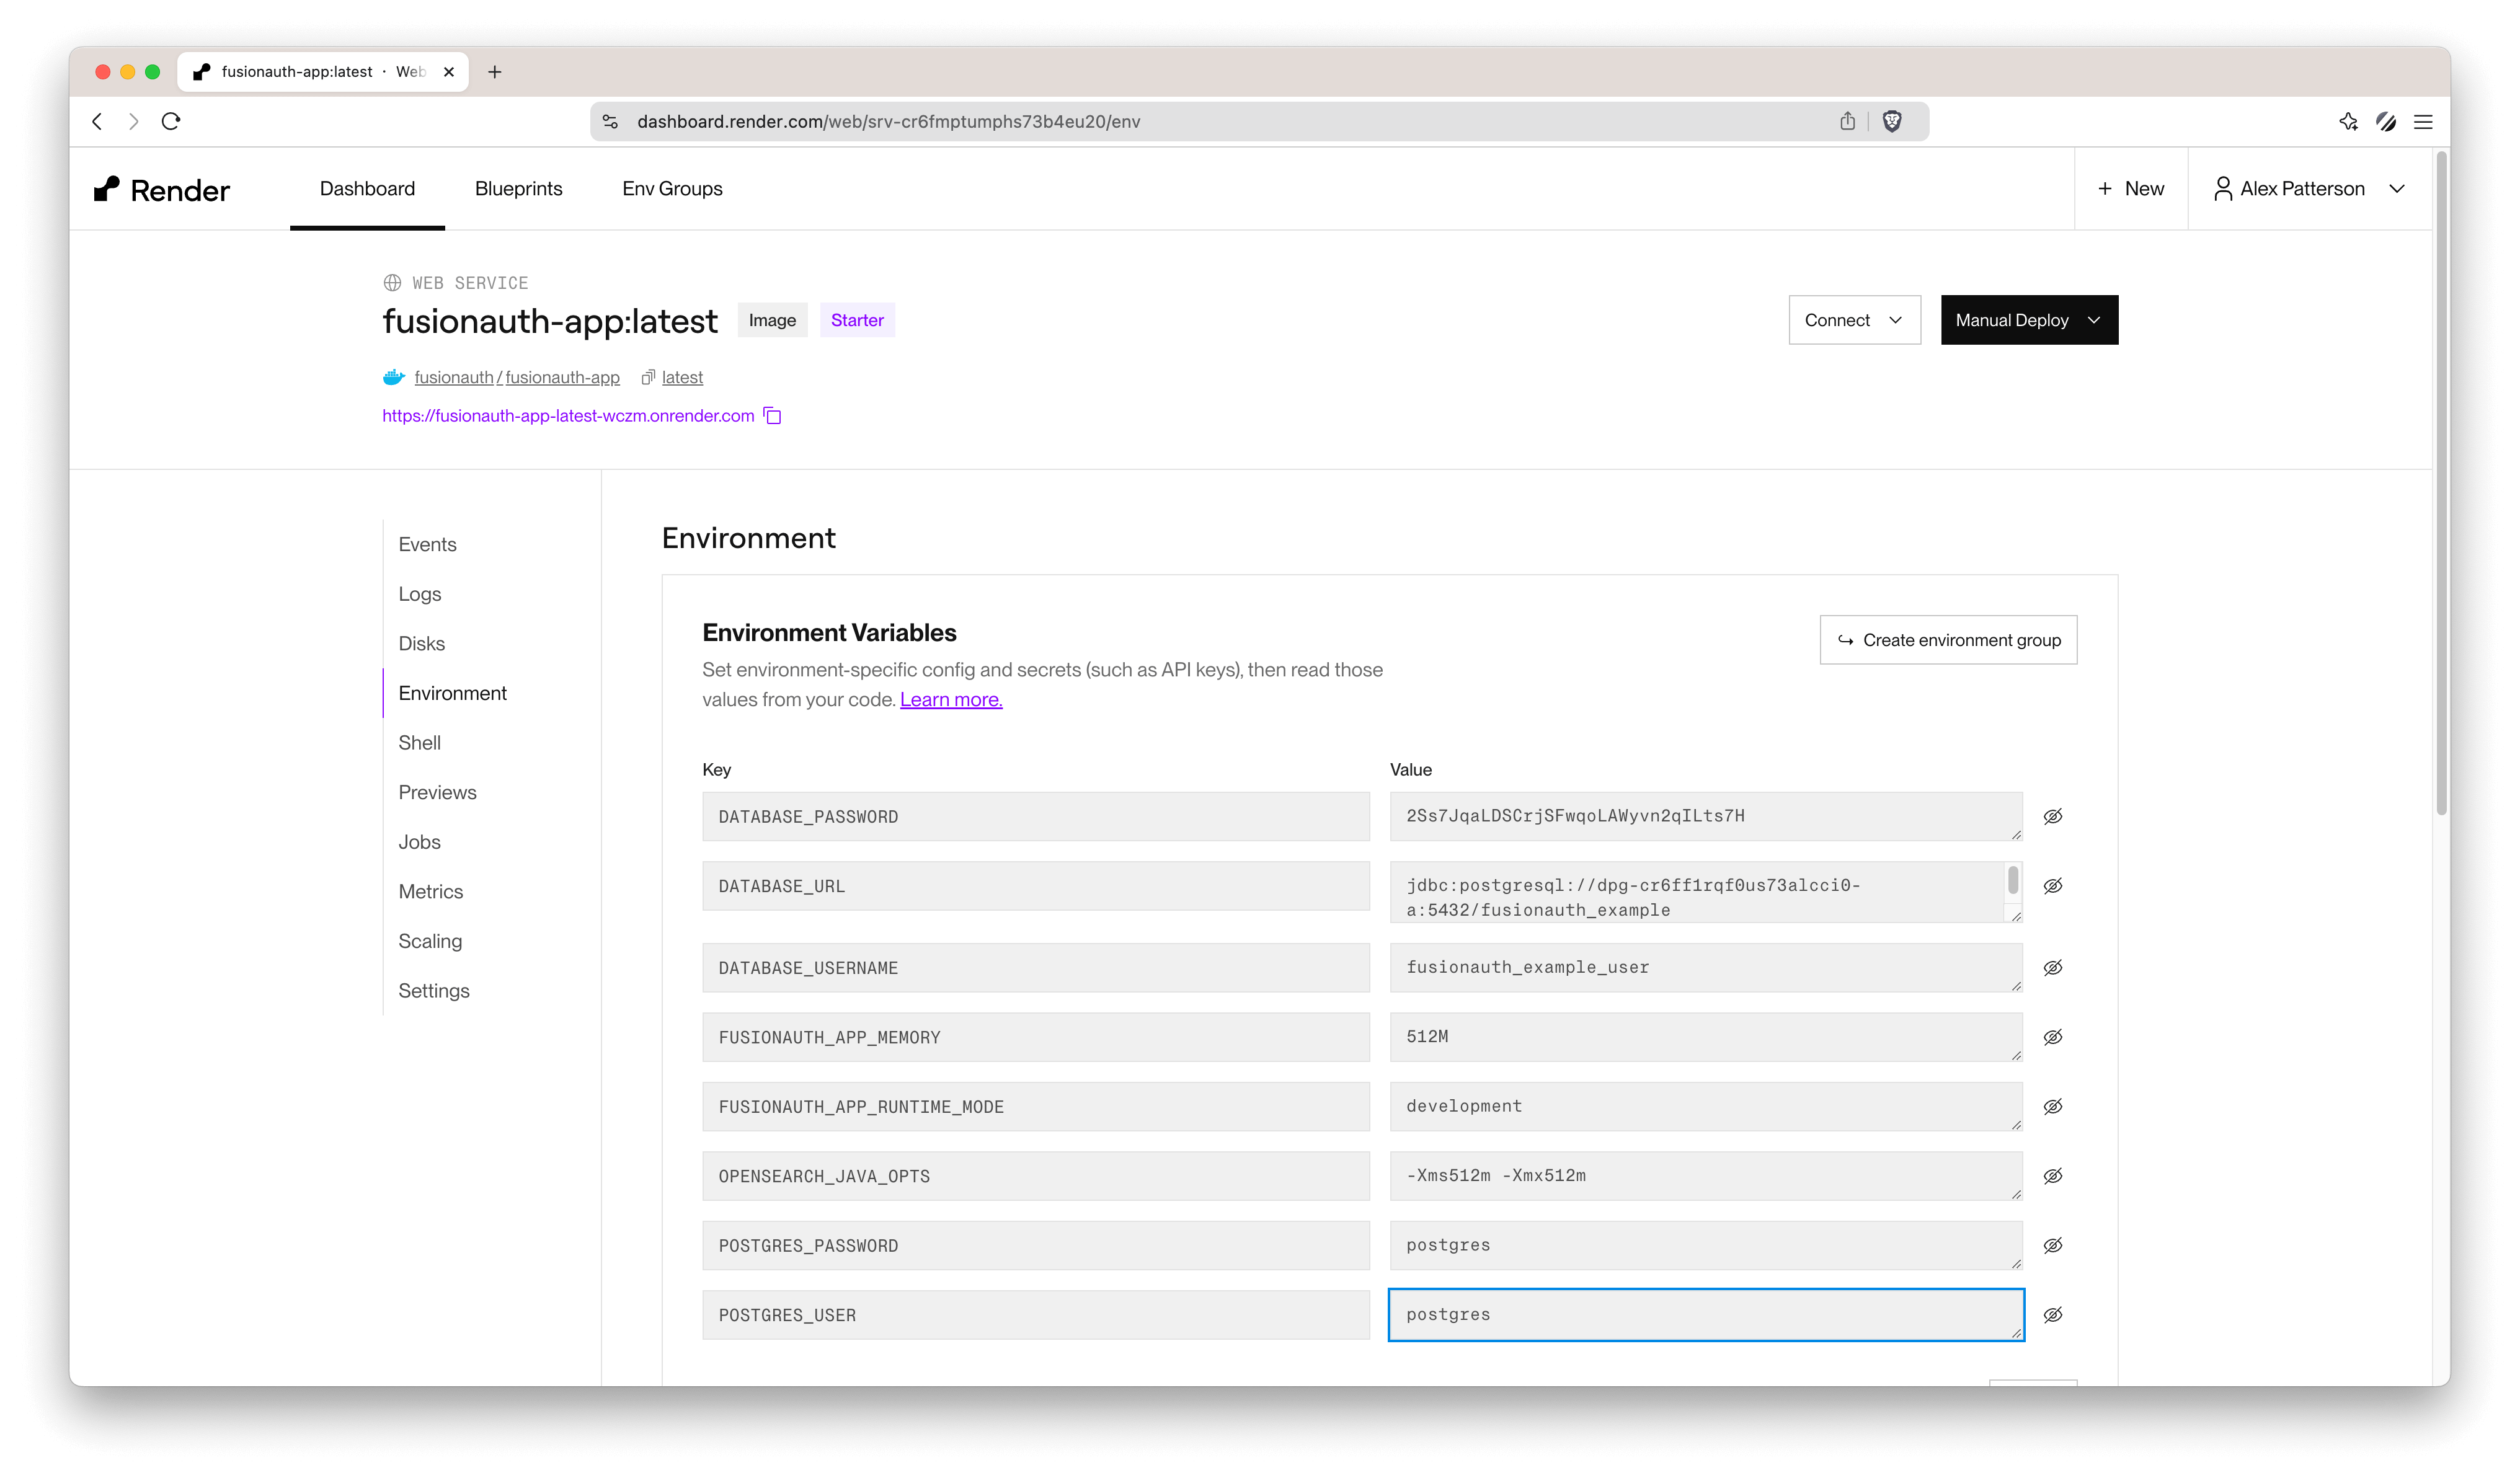 fusionauth-app:latest · Web
dashboard.render.com/web/srv-cr6fmptumphs73b4eu20/env
Render
Dashboard
Blueprints
Env Groups
+ New
Alex Patterson
WEB SERVICE
fusionauth-app:latest
Image
Starter
Connect
Manual Deploy
fusionauth/fusionauth-app
latest
https://fusionauth-app-latest-wczm.onrender.com
Events
Logs
Disks
Environment
Shell
Previews
Jobs
Metrics
Scaling
Settings
Environment
Environment Variables
Create environment group
Set environment-specific config and secrets (such as API keys), then read those
values from your code. Learn more.
Key
Value
DATABASE_PASSWORD
2Ss7JqaLDSCrjSFwqoLAWyvn2qILts7H
DATABASE_URL
jdbc:postgresql://dpg-cr6ff1rqf0us73alcci0-
a:5432/fusionauth_example
DATABASE_USERNAME
fusionauth_example_user
FUSIONAUTH_APP_MEMORY
512M
FUSIONAUTH_APP_RUNTIME_MODE
development
OPENSEARCH_JAVA_OPTS
-Xms512m -Xmx512m
POSTGRES_PASSWORD
postgres
POSTGRES_USER
postgres